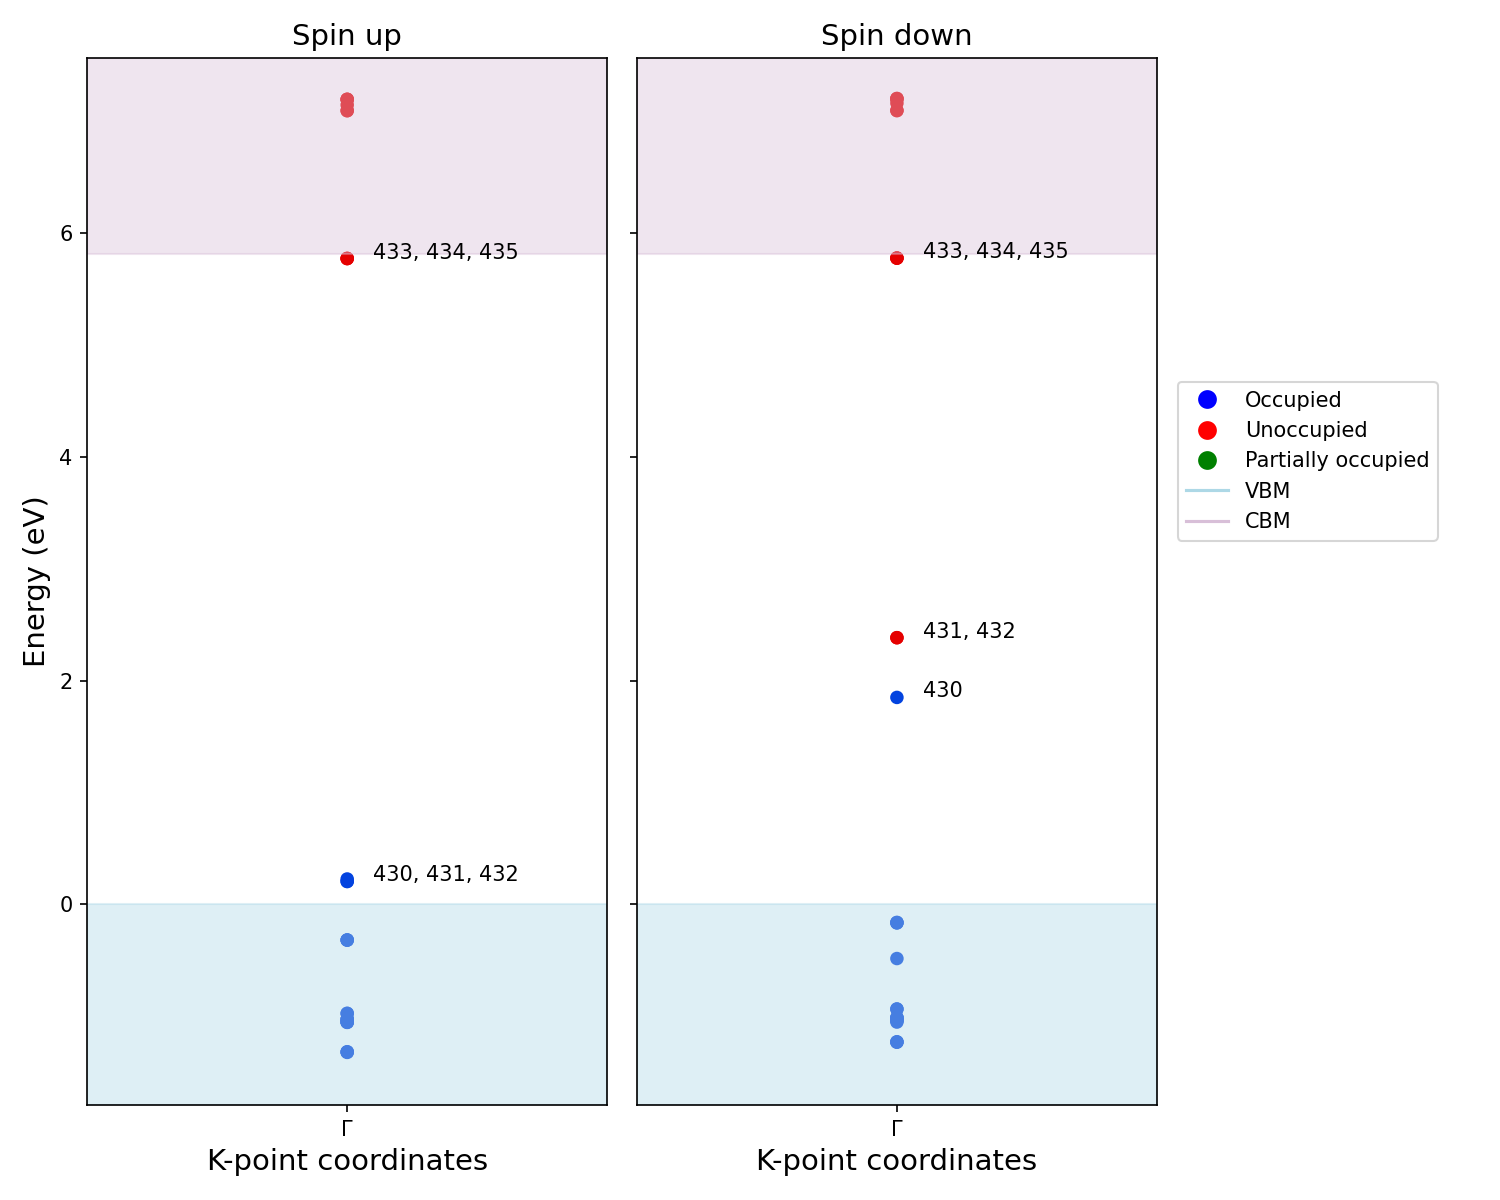 Spin up
Spin down
Energy (eV)
6
4
2
0
433, 434, 435
430, 431, 432
433, 434, 435
431, 432
430
Γ
Γ
K-point coordinates
K-point coordinates
Occupied
Unoccupied
Partially occupied
VBM
CBM